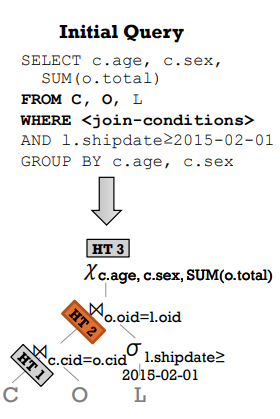 Initial Query
SELECT c.age, c.sex,
SUM(o.total)
FROM C, O, L
WHERE <join-conditions>
AND l.shipdate≥2015-02-01
GROUP BY c.age, c.sex
HT 3
χc.age, c.sex, SUM(o.total)
HT 2
⋈o.oid=l.oid
HT 1
⋈c.cid=o.cid
σl.shipdate≥
2015-02-01
C O L